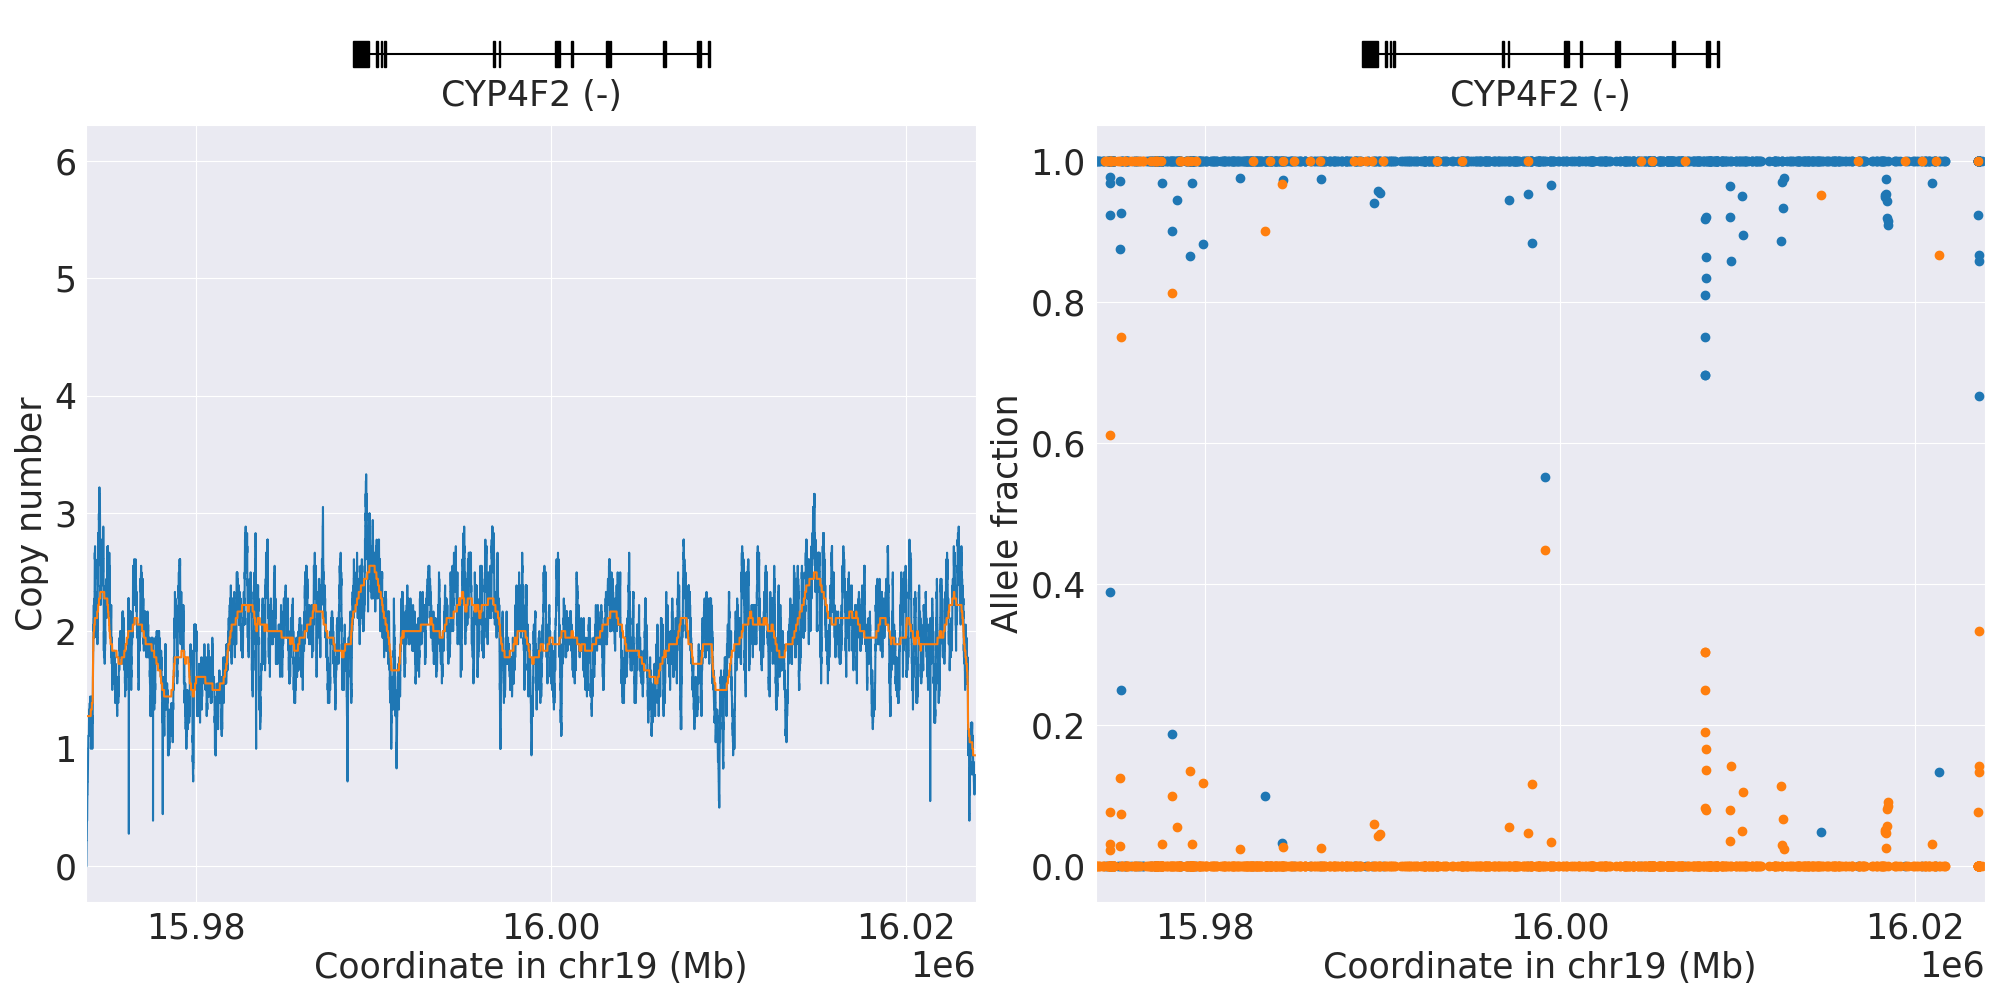 CYP4F2 (-)
6
5
4
3
2
1
0
Copy number
15.98
16.00
16.02
Coordinate in chr19 (Mb)
1e6
CYP4F2 (-)
1.0
0.8
0.6
0.4
0.2
0.0
Allele fraction
15.98
16.00
16.02
Coordinate in chr19 (Mb)
1e6